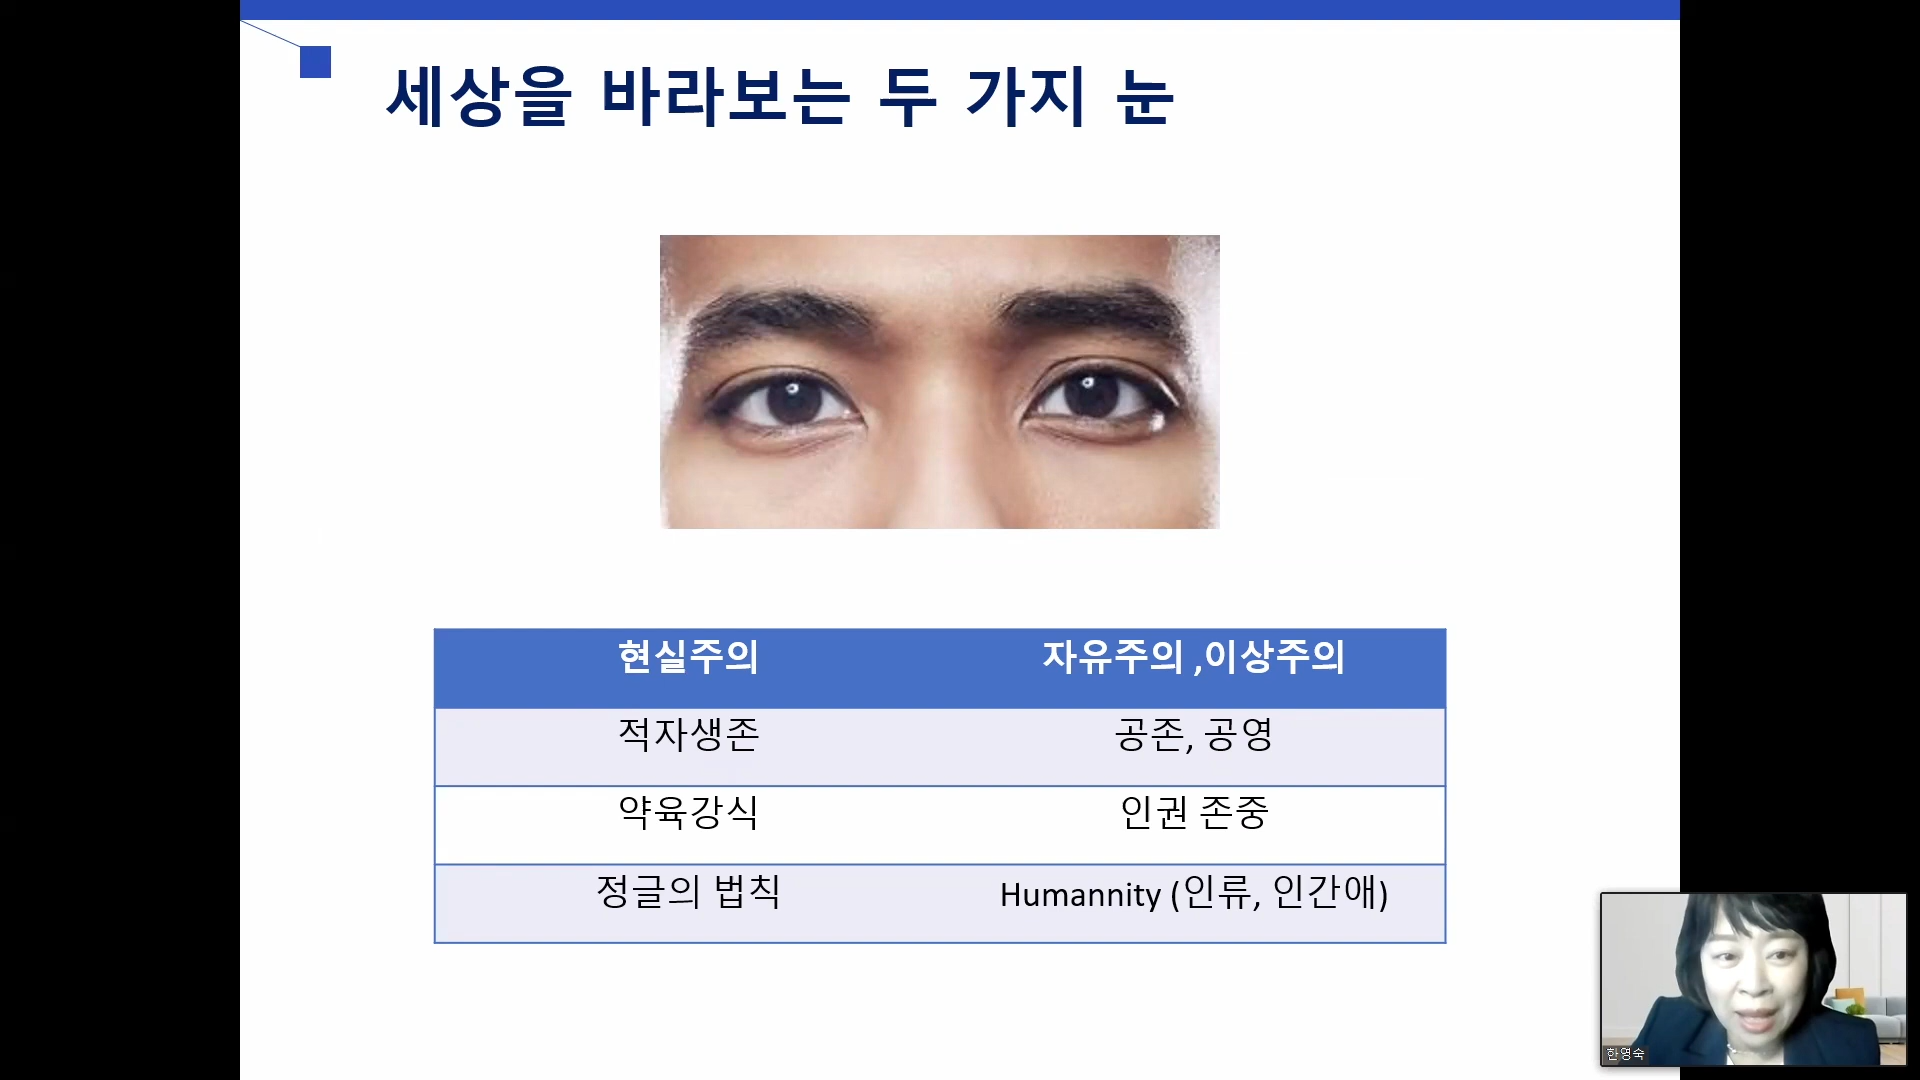 세상을 바라보는 두 가지 눈
현실주의 자유주의 ,이상주의
적자생존 공존, 공영
약육강식 인권 존중
정글의 법칙 Humannity (인류, 인간애)
한영숙